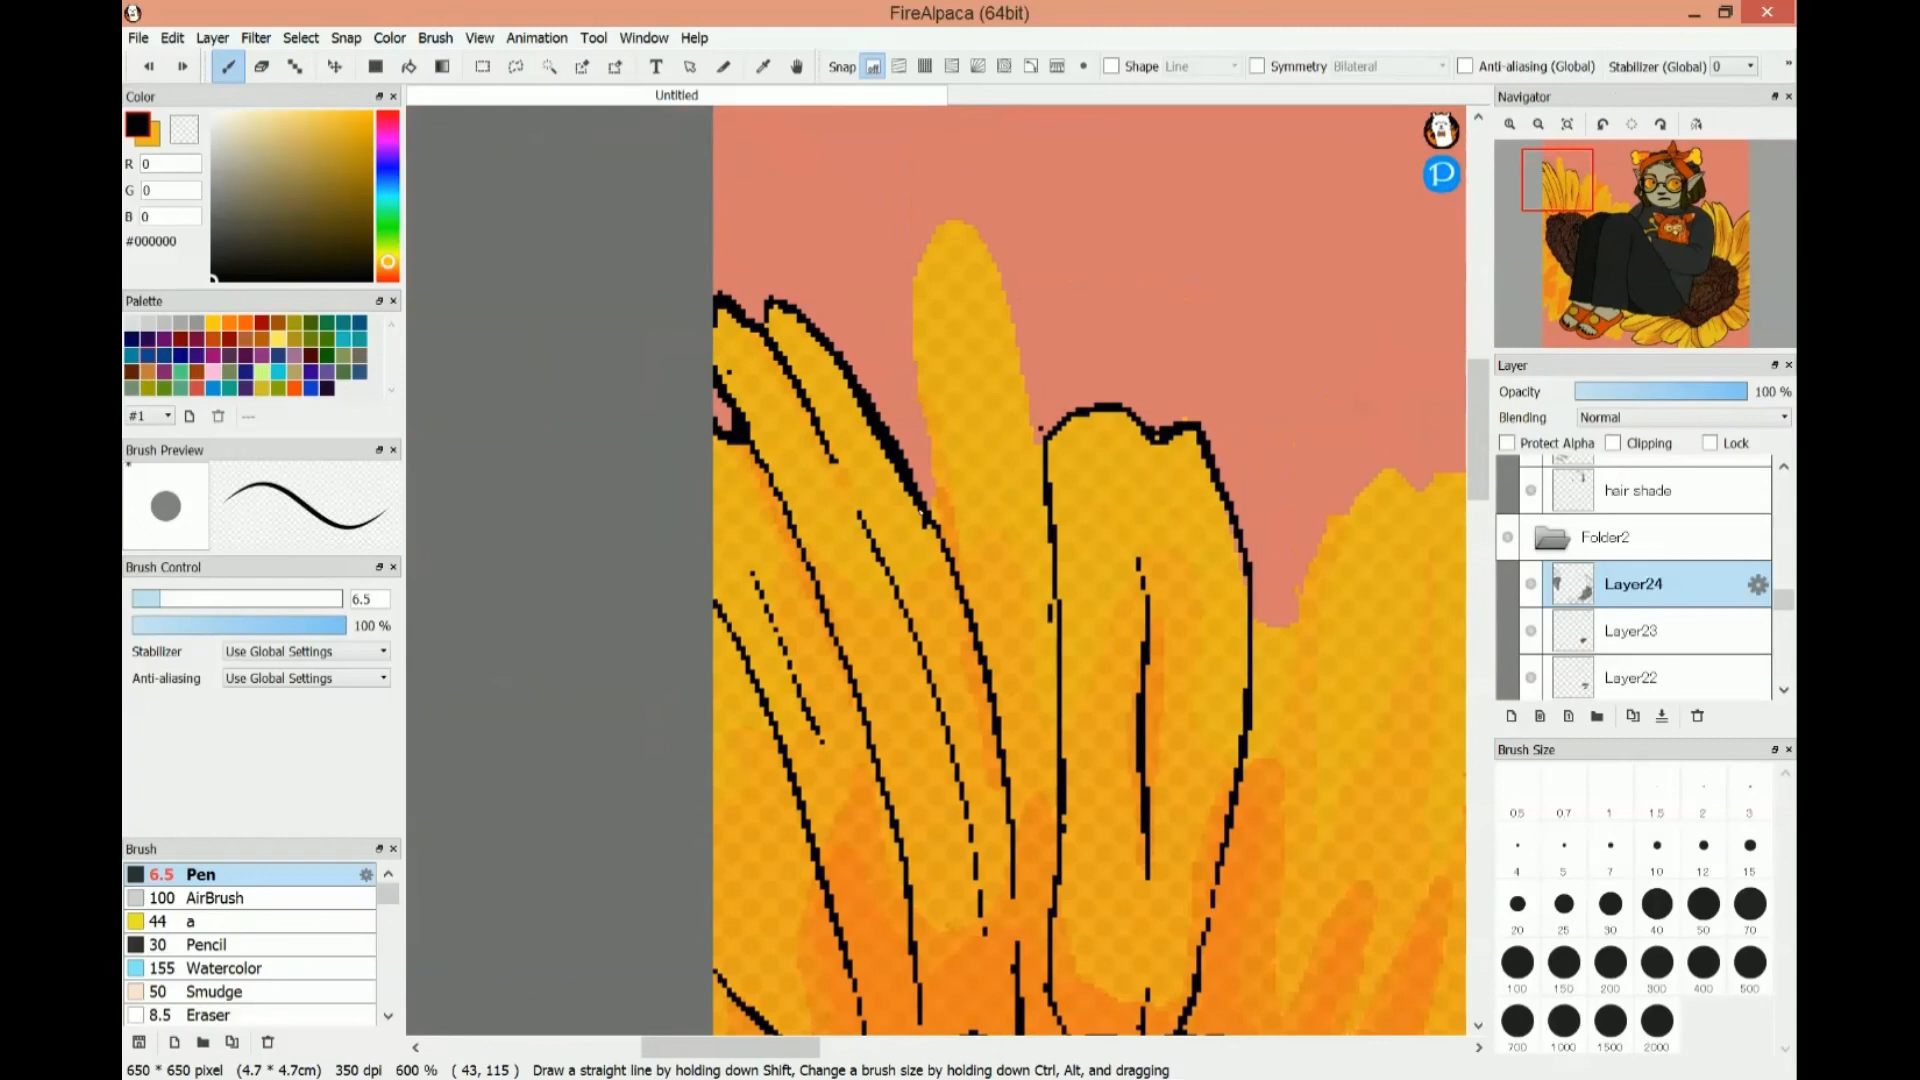 FireAlpaca (64bit)
File Edit Layer Filter Select Snap Color Brush View Animation Tool Window Help
Snap off Shape Line Symmetry Bilateral Anti-aliasing (Global) Stabilizer (Global) 0
Color
Untitled
Navigator
R 0
G 0
B 0
#000000
Palette
#1
Brush Preview
*
Brush Control
6.5
100 %
Stabilizer Use Global Settings
Anti-aliasing Use Global Settings
Brush
6.5 Pen
100 AirBrush
44 a
30 Pencil
155 Watercolor
50 Smudge
8.5 Eraser
P
Layer
Opacity 100 %
Blending Normal
Protect Alpha Clipping Lock
hair shade
Folder2
Layer24
Layer23
Layer22
Brush Size
0.5 0.7 1 1.5 2 3
4 5 7 10 12 15
20 25 30 40 50 70
100 150 200 300 400 500
700 1000 1500 2000
650 * 650 pixel (4.7 * 4.7cm) 350 dpi 600 % ( 43, 115 ) Draw a straight line by holding down Shift, Change a brush size by holding down Ctrl, Alt, and dragging